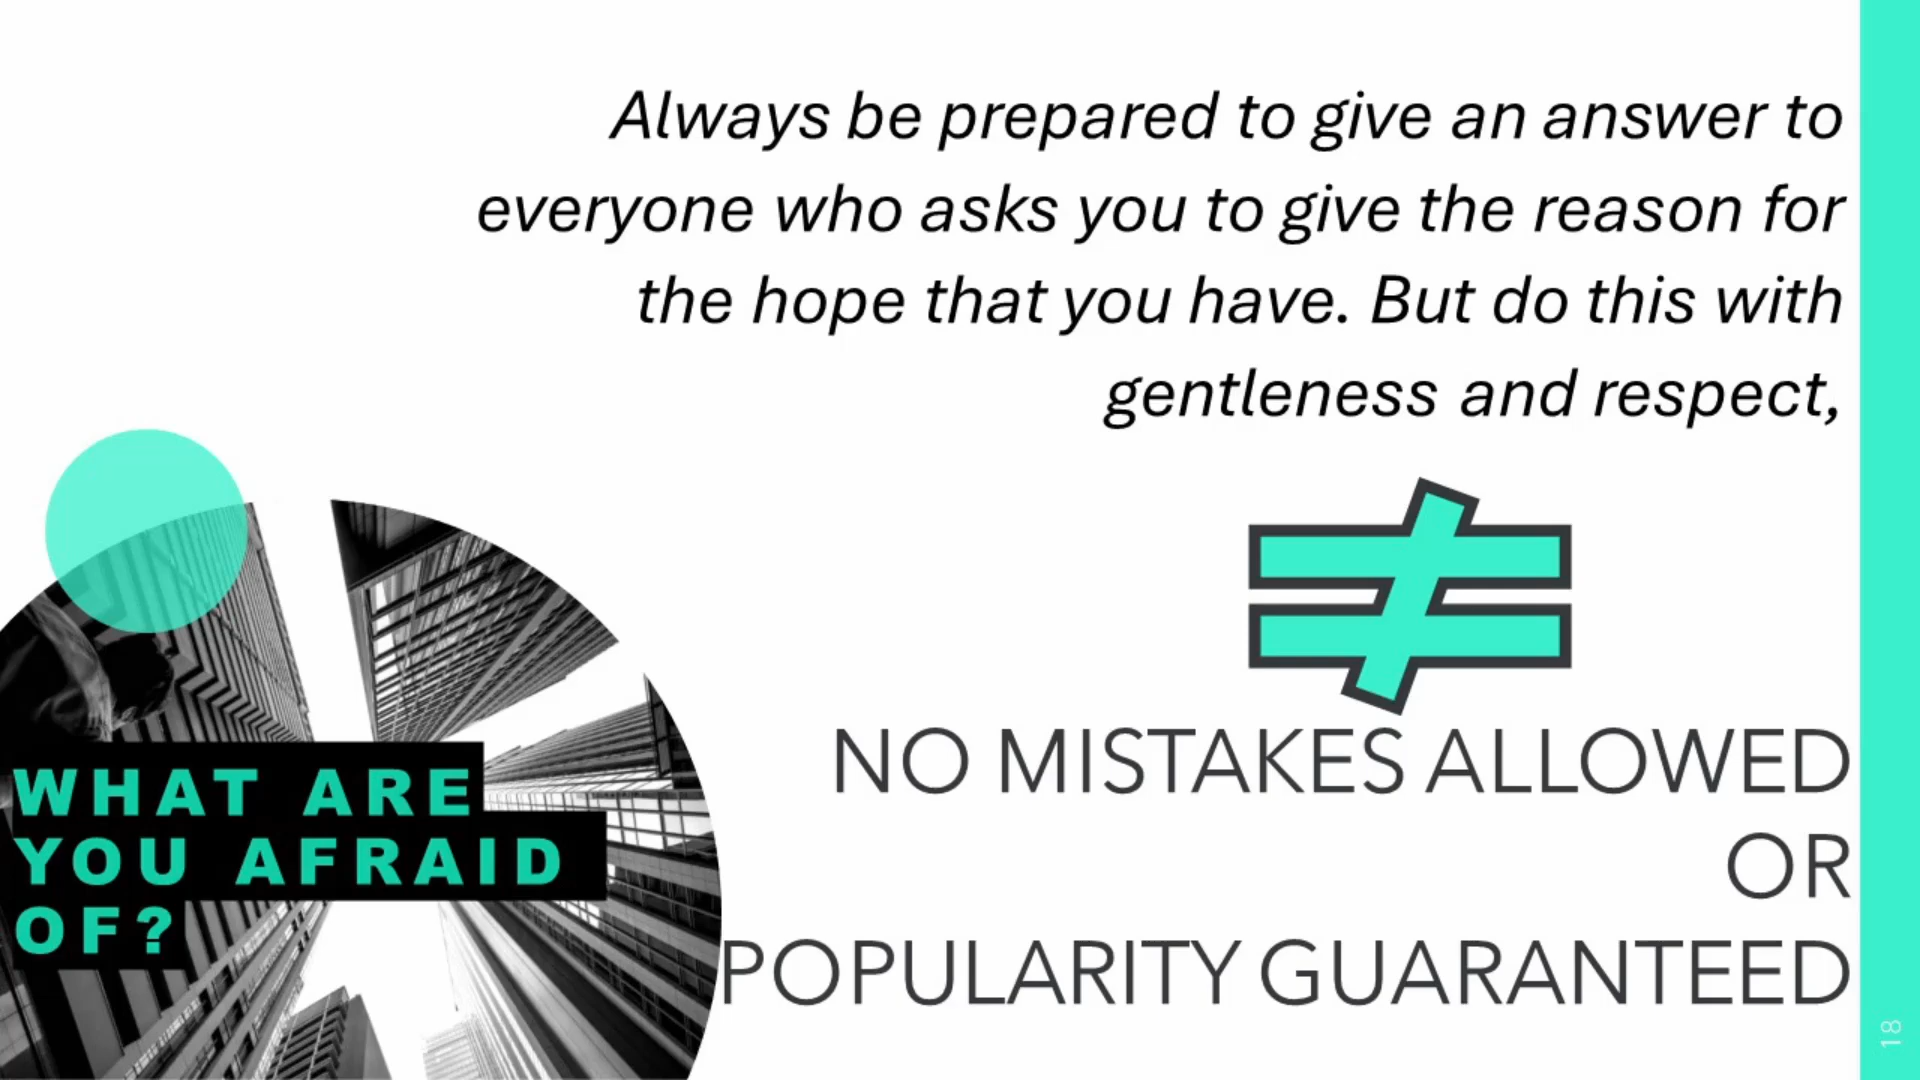 Always be prepared to give an answer to
everyone who asks you to give the reason for
the hope that you have. But do this with
gentleness and respect,
≠
NO MISTAKES ALLOWED
OR
POPULARITY GUARANTEED
WHAT ARE
YOU AFRAID
OF?
18